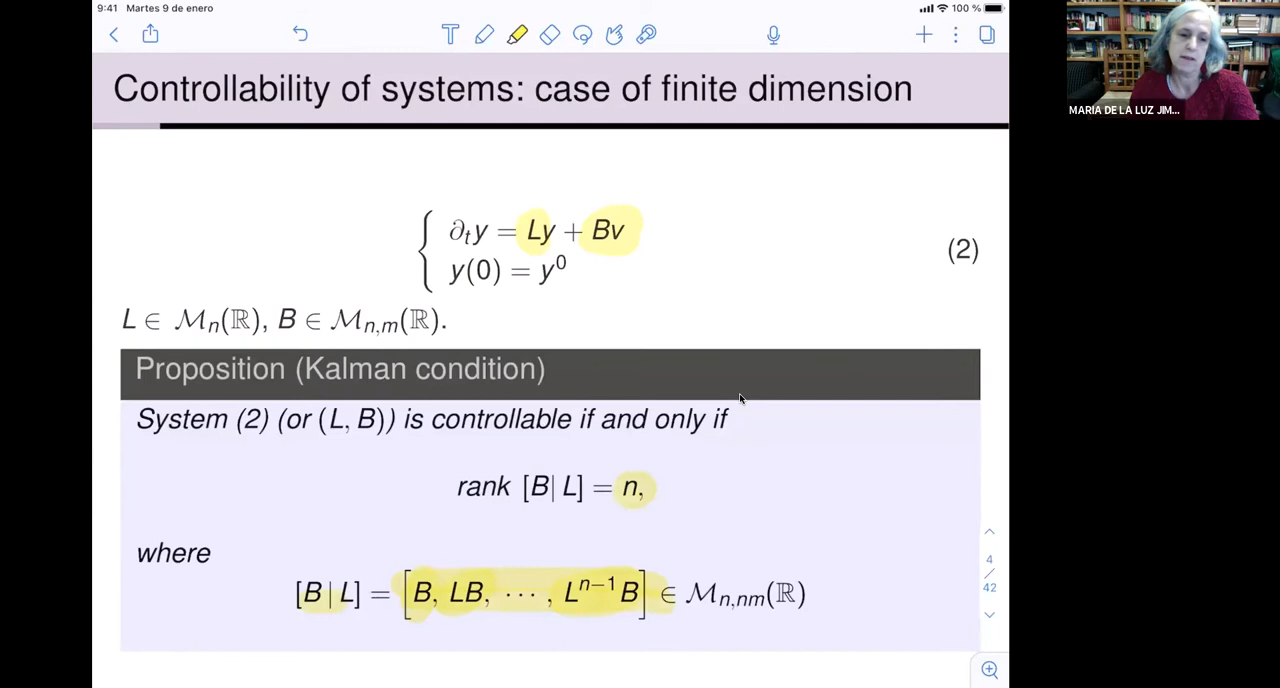 9:41 Martes 9 de enero
100 %
Controllability of systems: case of finite dimension
∂ₜy = Ly + Bv
y(0) = y⁰
(2)
L ∈ ℳₙ(ℝ), B ∈ ℳₙ,ₘ(ℝ).
Proposition (Kalman condition)
System (2) (or (L, B)) is controllable if and only if
rank [B| L] = n,
where
[B | L] = [B, LB, ⋯ , Lⁿ⁻¹B] ∈ ℳₙ,ₙₘ(ℝ)
4
/
42
MARIA DE LA LUZ JIM...